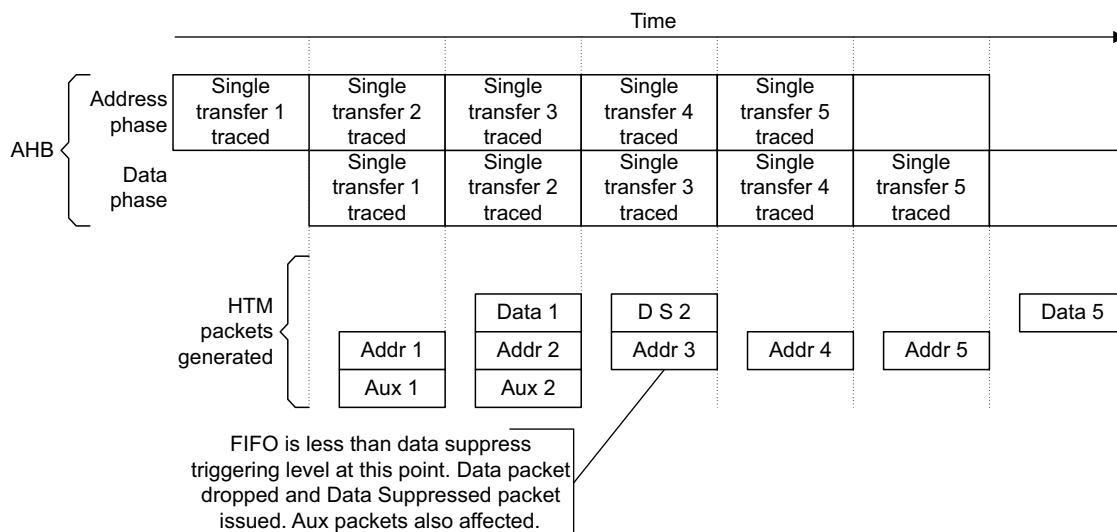 Time
AHB
Address
phase
Single
transfer 1
traced
Single
transfer 2
traced
Single
transfer 3
traced
Single
transfer 4
traced
Single
transfer 5
traced
Data
phase
Single
transfer 1
traced
Single
transfer 2
traced
Single
transfer 3
traced
Single
transfer 4
traced
Single
transfer 5
traced
HTM
packets
generated
Data 1
D S 2
Data 5
Addr 1
Addr 2
Addr 3
Addr 4
Addr 5
Aux 1
Aux 2
FIFO is less than data suppress
triggering level at this point. Data packet
dropped and Data Suppressed packet
issued. Aux packets also affected.